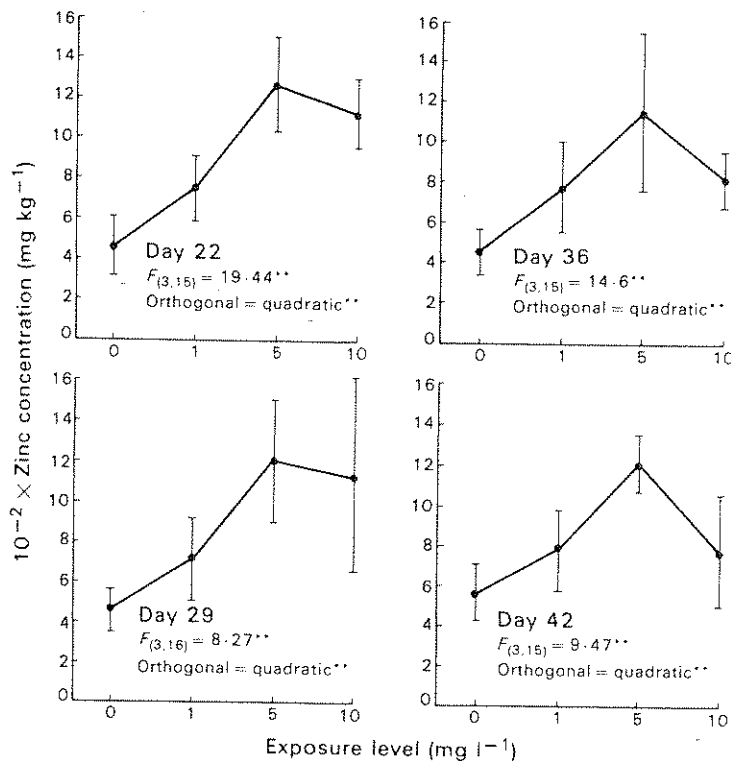 10⁻² × Zinc concentration (mg kg⁻¹)
16
14
12
10
8
6
4
2
0
Day 22
F(3,15) = 19·44**
Orthogonal = quadratic**
0 1 5 10
16
14
12
10
8
6
4
2
0
Day 36
F(3,15) = 14·6**
Orthogonal = quadratic**
0 1 5 10
16
14
12
10
8
6
4
2
0
Day 29
F(3,16) = 8·27**
Orthogonal = quadratic**
0 1 5 10
16
14
12
10
8
6
4
2
0
Day 42
F(3,15) = 9·47**
Orthogonal = quadratic**
0 1 5 10
Exposure level (mg l⁻¹)